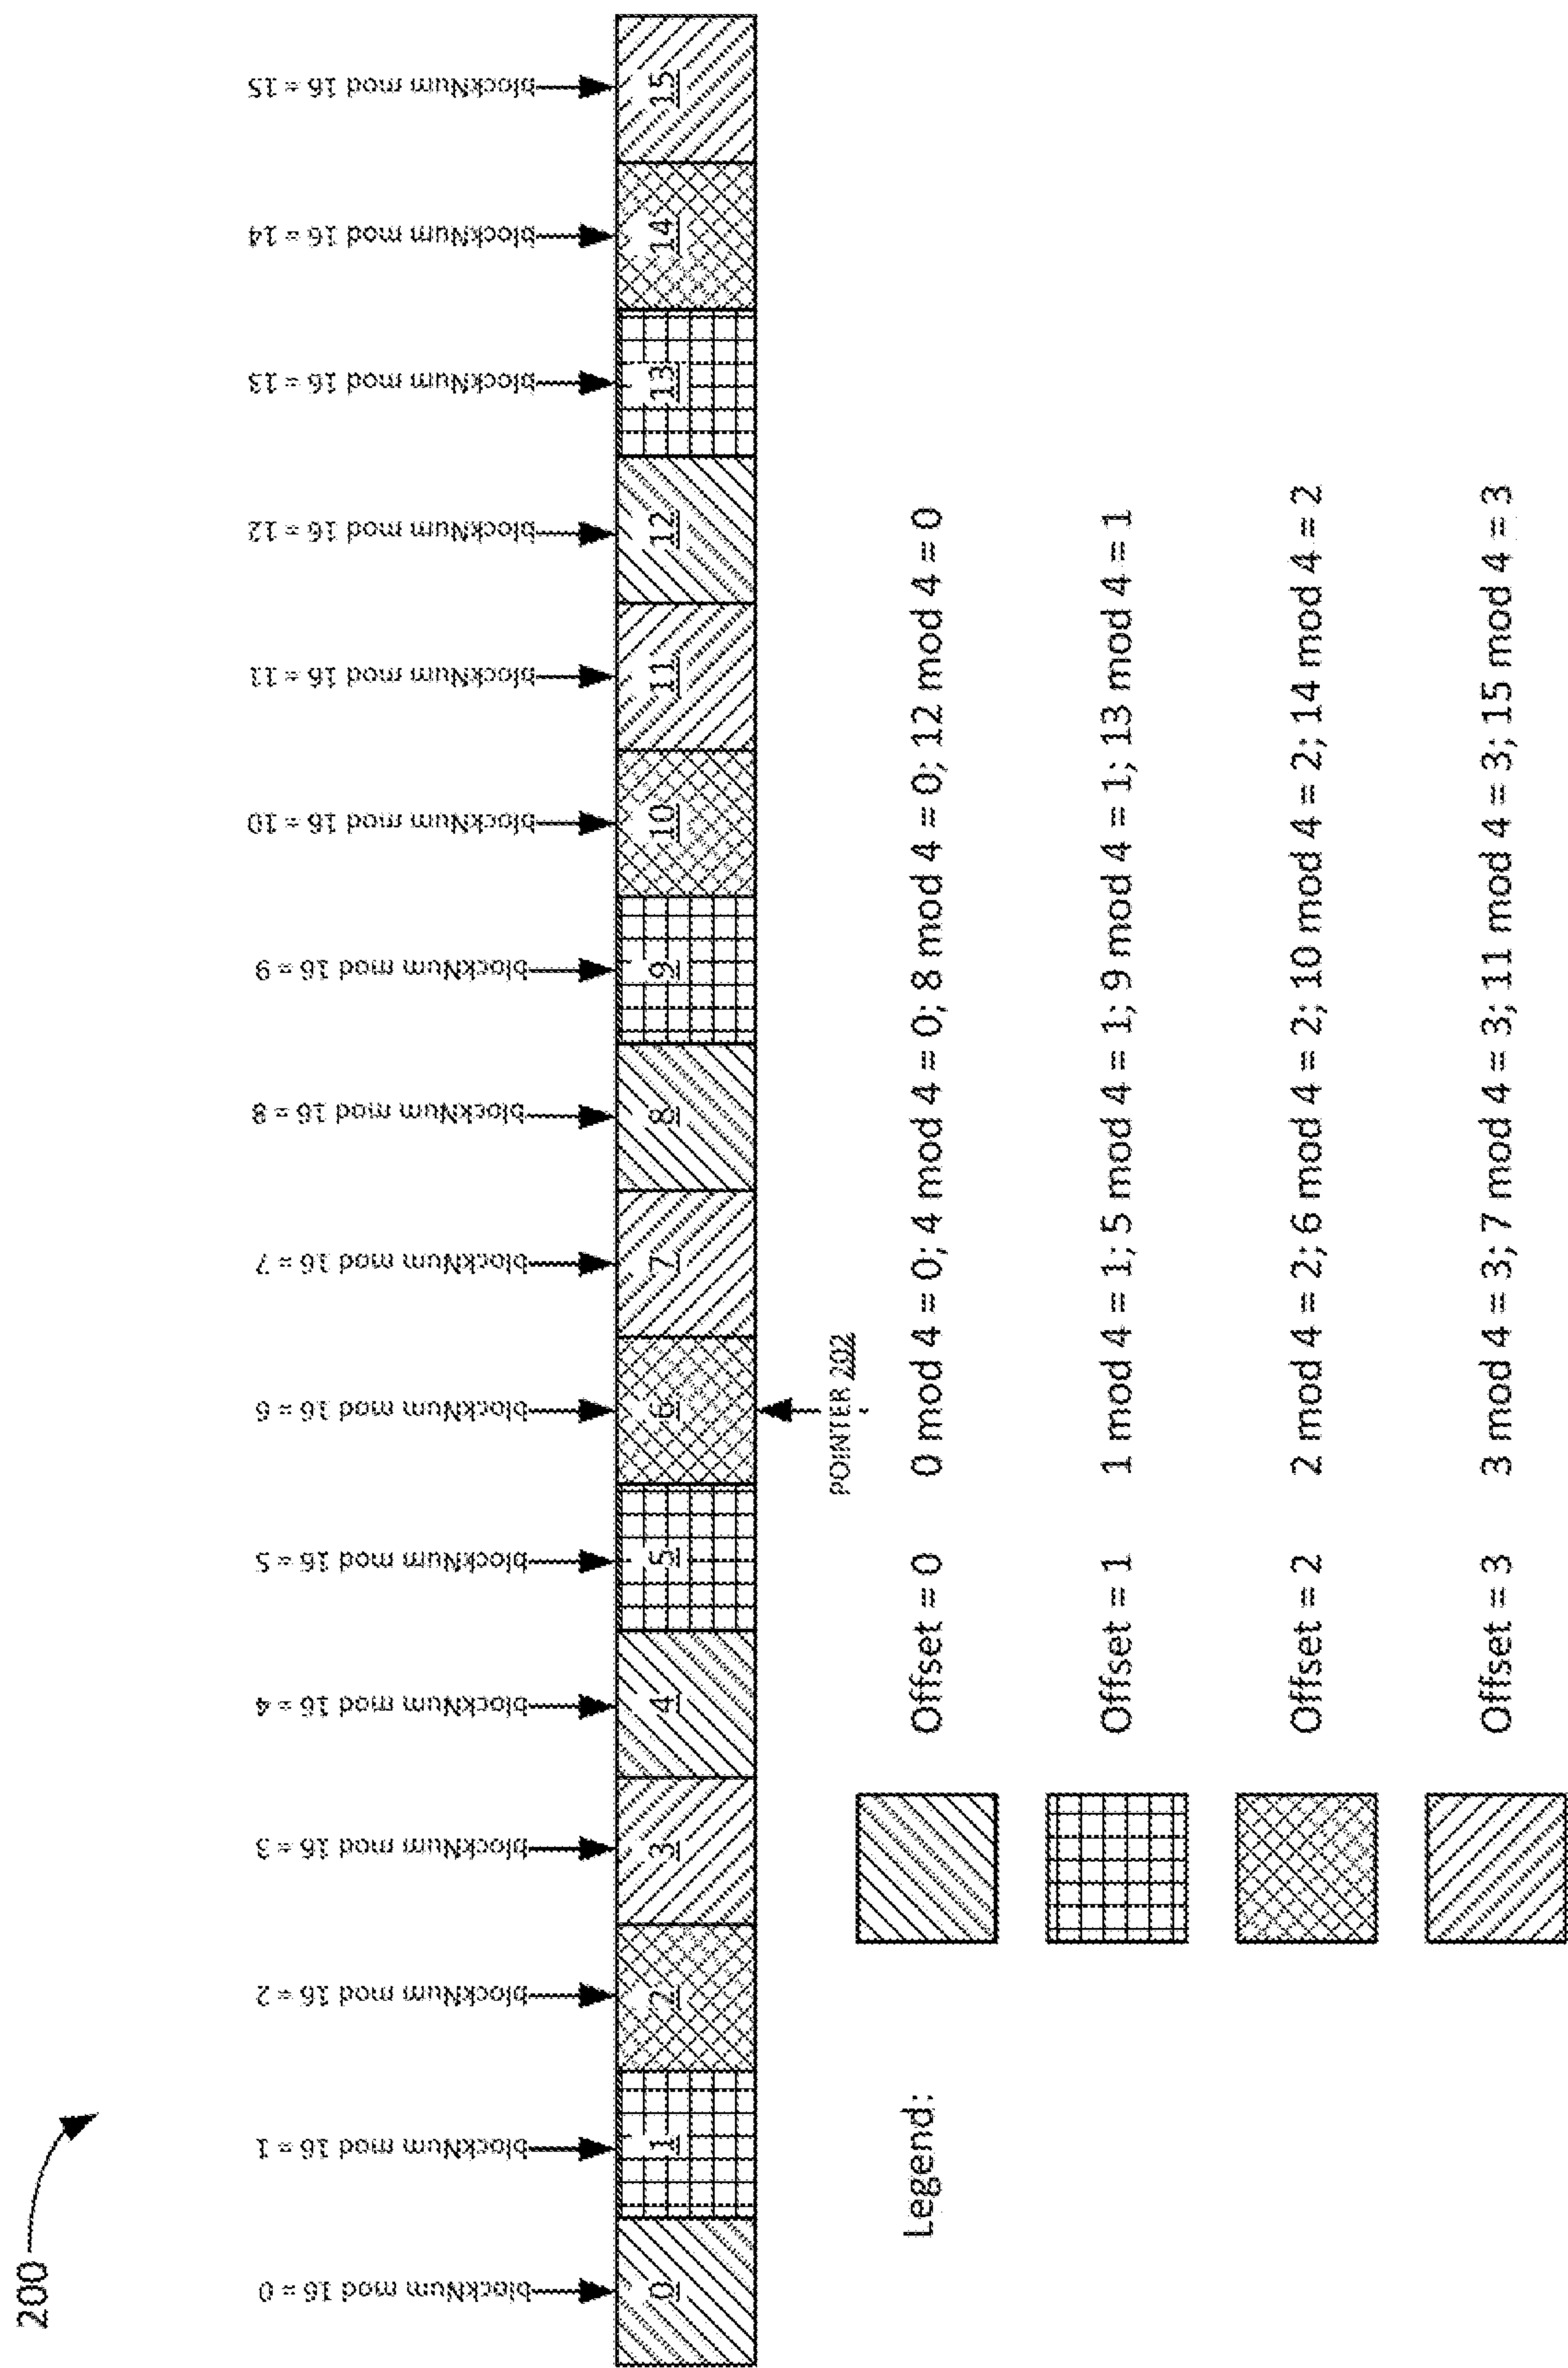 200
blockNum mod 16 = 0
blockNum mod 16 = 1
blockNum mod 16 = 2
blockNum mod 16 = 3
blockNum mod 16 = 4
blockNum mod 16 = 5
blockNum mod 16 = 6
blockNum mod 16 = 7
blockNum mod 16 = 8
blockNum mod 16 = 9
blockNum mod 16 = 10
blockNum mod 16 = 11
blockNum mod 16 = 12
blockNum mod 16 = 13
blockNum mod 16 = 14
blockNum mod 16 = 15
0
1
2
3
4
5
6
7
8
9
10
11
12
13
14
15
POINTER 202
Legend:
Offset = 0 0 mod 4 = 0; 4 mod 4 = 0; 8 mod 4 = 0; 12 mod 4 = 0
Offset = 1 1 mod 4 = 1; 5 mod 4 = 1; 9 mod 4 = 1; 13 mod 4 = 1
Offset = 2 2 mod 4 = 2; 6 mod 4 = 2; 10 mod 4 = 2; 14 mod 4 = 2
Offset = 3 3 mod 4 = 3; 7 mod 4 = 3; 11 mod 4 = 3; 15 mod 4 = 3